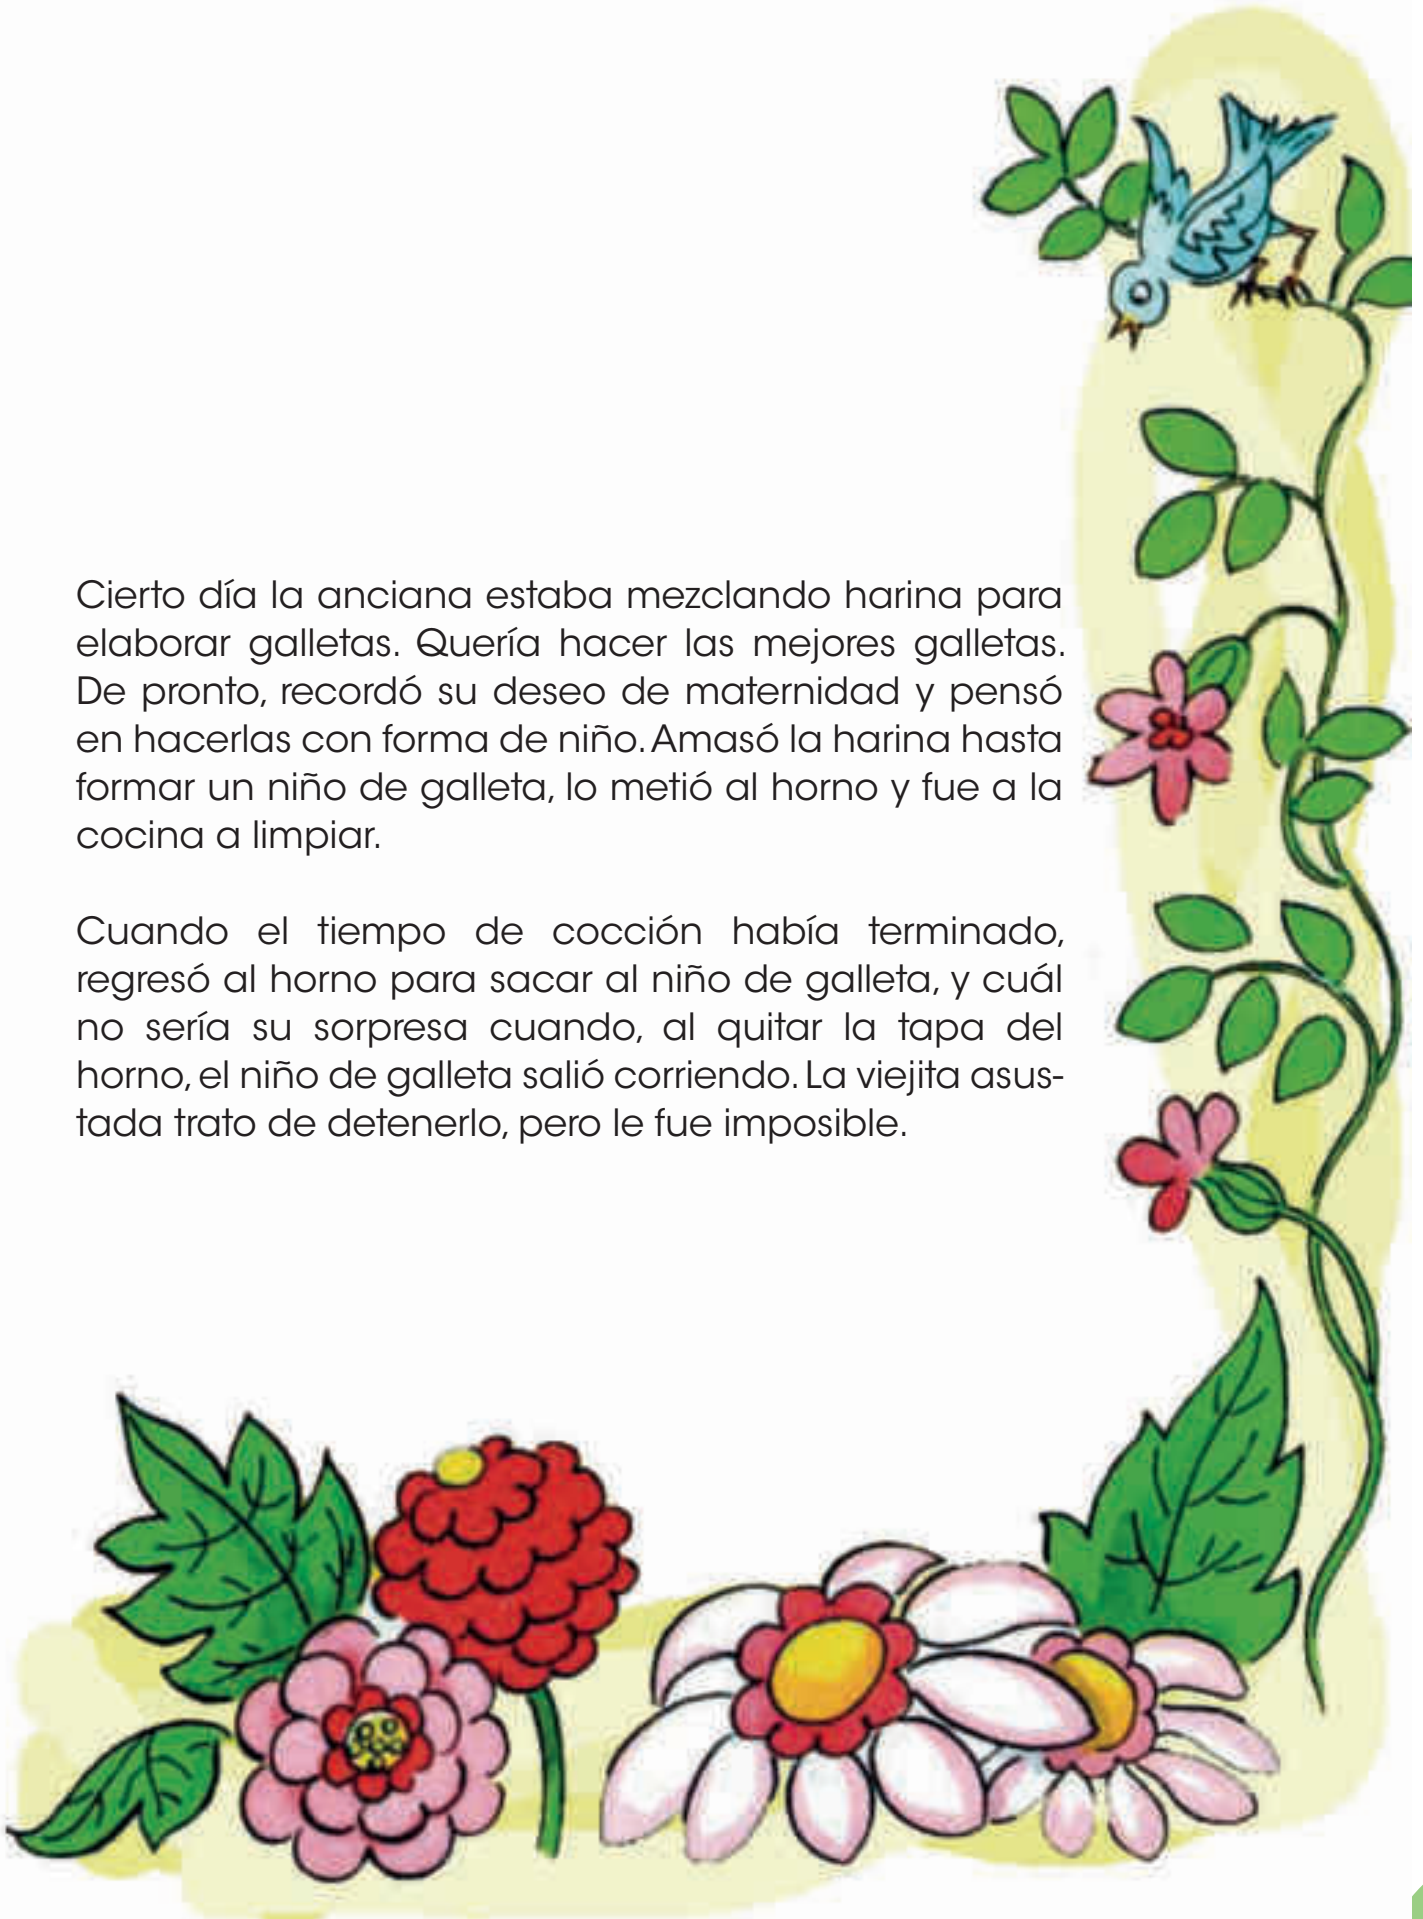 Cierto día la anciana estaba mezclando harina para
elaborar galletas. Quería hacer las mejores galletas.
De pronto, recordó su deseo de maternidad y pensó
en hacerlas con forma de niño. Amasó la harina hasta
formar un niño de galleta, lo metió al horno y fue a la
cocina a limpiar.
Cuando el tiempo de cocción había terminado,
regresó al horno para sacar al niño de galleta, y cuál
no sería su sorpresa cuando, al quitar la tapa del
horno, el niño de galleta salió corriendo. La viejita asus-
tada trato de detenerlo, pero le fue imposible.